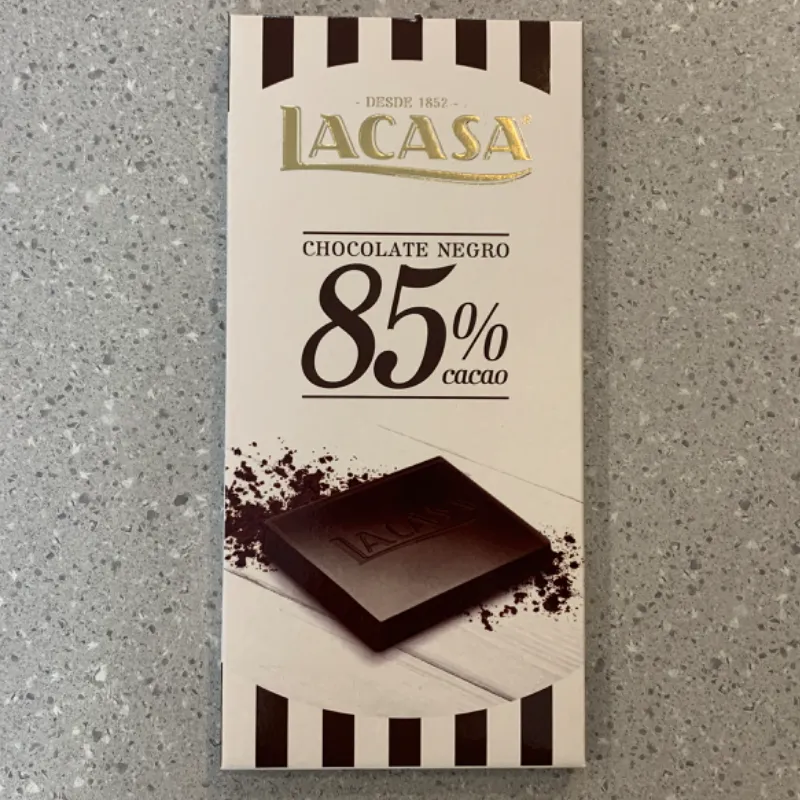 - DESDE 1852 -
LACASA
CHOCOLATE NEGRO
85%
cacao
LACASA